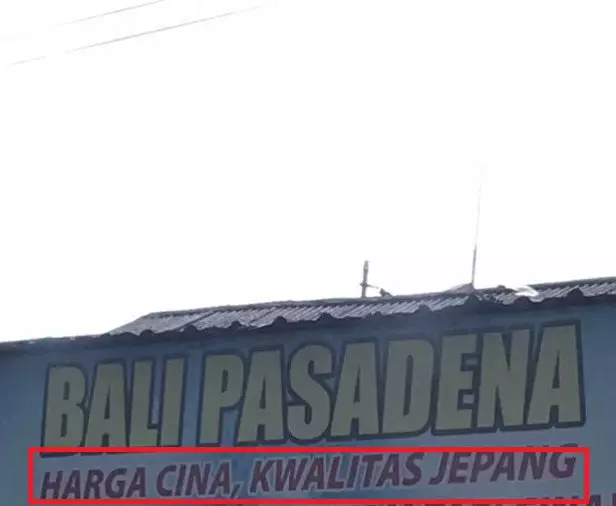 BALI PASADENA
HARGA CINA, KWALITAS JEPANG